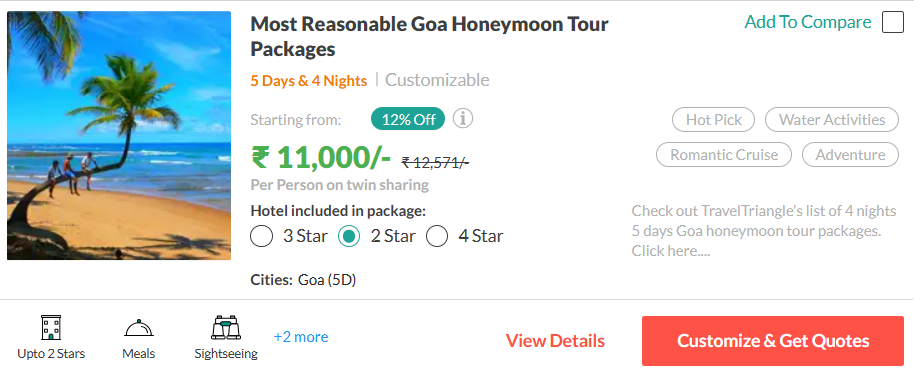 Most Reasonable Goa Honeymoon Tour
Packages
Add To Compare
5 Days & 4 Nights | Customizable
Starting from: 12% Off i
₹ 11,000/- ₹ 12,571/-
Per Person on twin sharing
Hotel included in package:
3 Star 2 Star 4 Star
Cities: Goa (5D)
Hot Pick Water Activities
Romantic Cruise Adventure
Check out TravelTriangle's list of 4 nights
5 days Goa honeymoon tour packages.
Click here....
Upto 2 Stars Meals Sightseeing +2 more
View Details Customize & Get Quotes